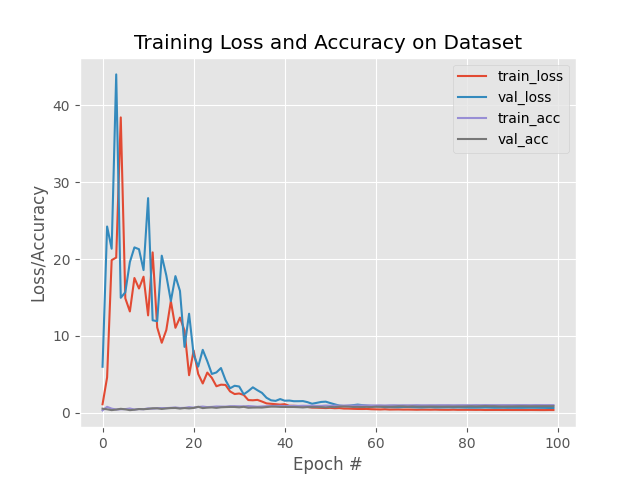 Training Loss and Accuracy on Dataset
train_loss
val_loss
train_acc
val_acc
Loss/Accuracy
40
30
20
10
0
0 20 40 60 80 100
Epoch #